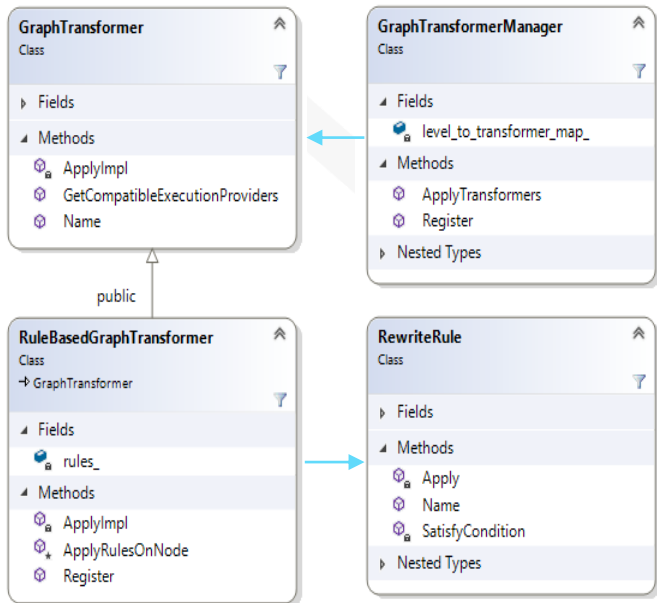 GraphTransformer
Class
Fields
Methods
ApplyImpl
GetCompatibleExecutionProviders
Name
GraphTransformerManager
Class
Fields
level_to_transformer_map_
Methods
ApplyTransformers
Register
Nested Types
public
RuleBasedGraphTransformer
Class
GraphTransformer
Fields
rules_
Methods
ApplyImpl
ApplyRulesOnNode
Register
RewriteRule
Class
Fields
Methods
Apply
Name
SatisfyCondition
Nested Types